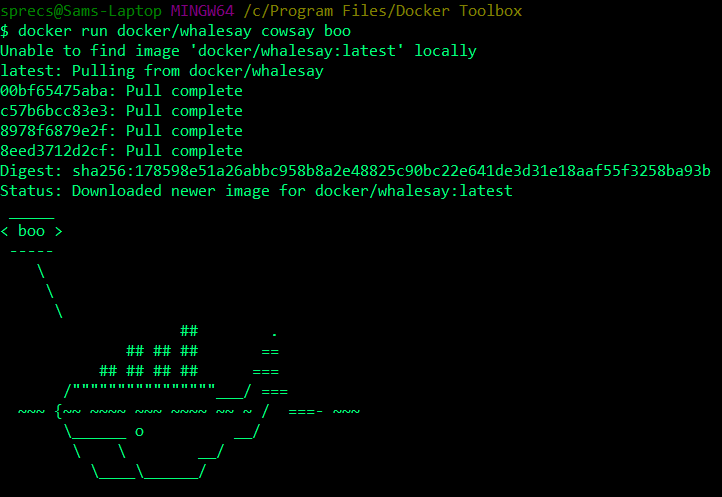 sprecs@Sams-Laptop MINGW64 /c/Program Files/Docker Toolbox
$ docker run docker/whalesay cowsay boo
Unable to find image 'docker/whalesay:latest' locally
latest: Pulling from docker/whalesay
00bf65475aba: Pull complete
c57b6bcc83e3: Pull complete
8978f6879e2f: Pull complete
8eed3712d2cf: Pull complete
Digest: sha256:178598e51a26abbc958b8a2e48825c90bc22e641de3d31e18aaf55f3258ba93b
Status: Downloaded newer image for docker/whalesay:latest
 _____
< boo >
 -----
    \
     \
      \
                    ##        .
              ## ## ##       ==
           ## ## ## ##      ===
       /""""""""""""""""___/ ===
  ~~~ {~~ ~~~~ ~~~ ~~~~ ~~ ~ /  ===- ~~~
       \______ o          __/
        \    \        __/
          \____\______/